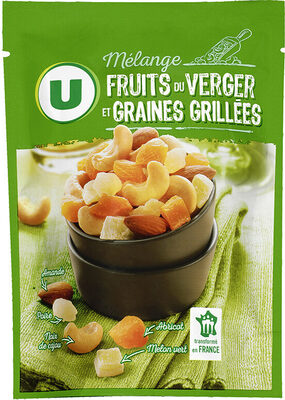 Mélange
U
FRUITS DU VERGER
ET GRAINES GRILLÉES
Amande
Poire
Noix de cajou
Abricot
Melon vert
transformé
en FRANCE